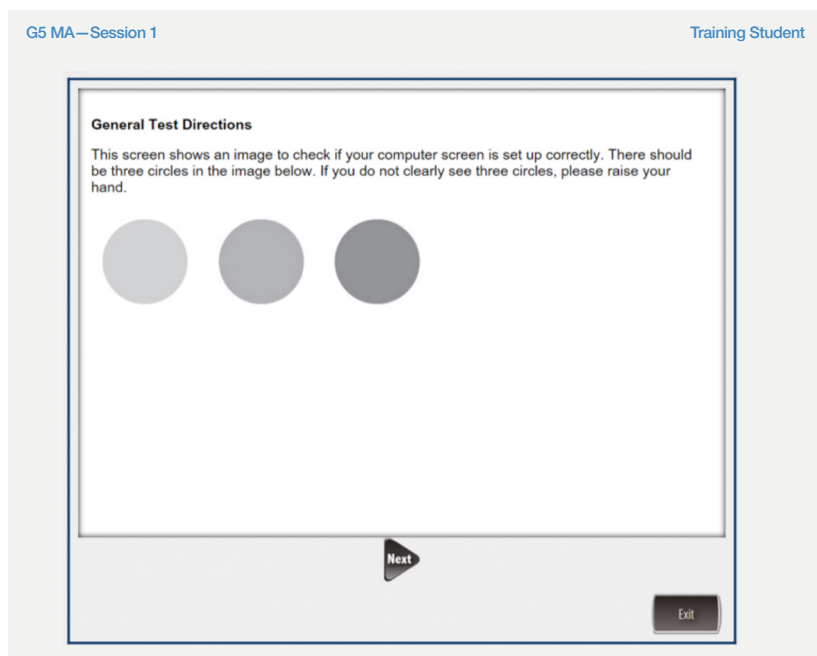 G5 MA—Session 1
Training Student
General Test Directions
This screen shows an image to check if your computer screen is set up correctly. There should
be three circles in the image below. If you do not clearly see three circles, please raise your
hand.
Next
Exit